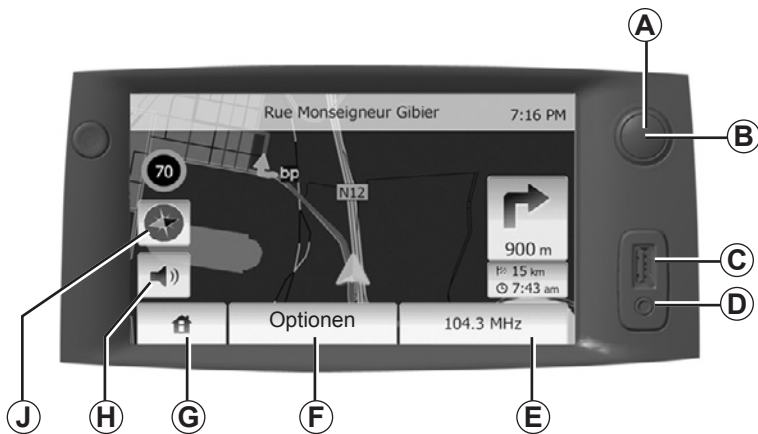 A
Rue Monseigneur Gibier 7:16 PM
B
70
bp
N12
900 m
15 km
7:43 am
C
D
Optionen
104.3 MHz
J
H
G
F
E